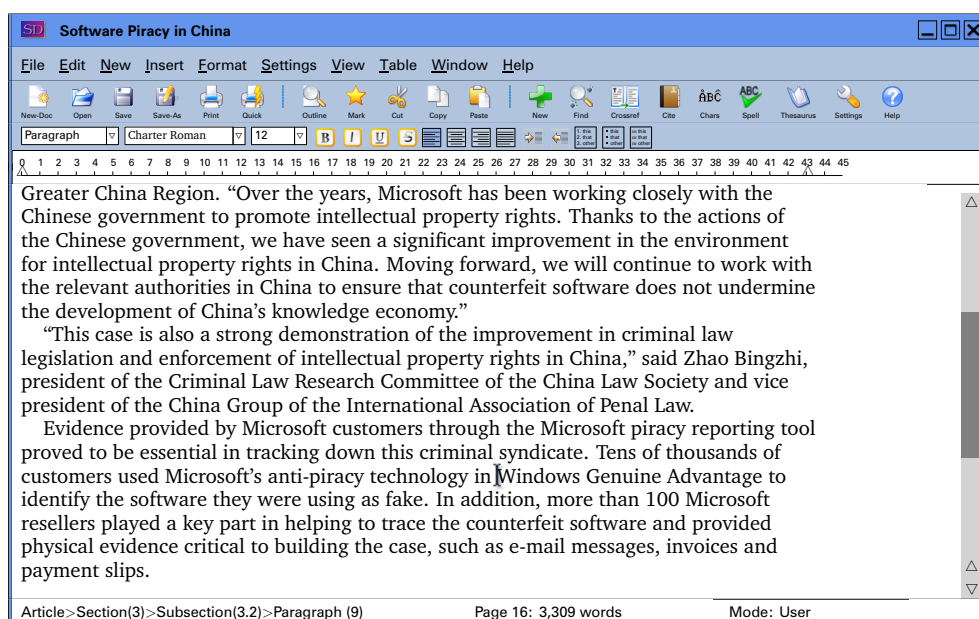 SD Software Piracy in China
File Edit New Insert Format Settings View Table Window Help
New-Doc Open Save Save-As Print Quick Outline Mark Cut Copy Paste New Find Crossref Cite Chars Spell Thesaurus Settings Help
ÅBĈ ABC
Paragraph Charter Roman 12 B I U S 1. this 2. that 3. other • this • that • other (a) this (b) that (c) other
0 1 2 3 4 5 6 7 8 9 10 11 12 13 14 15 16 17 18 19 20 21 22 23 24 25 26 27 28 29 30 31 32 33 34 35 36 37 38 39 40 41 42 43 44 45
Greater China Region. “Over the years, Microsoft has been working closely with the
Chinese government to promote intellectual property rights. Thanks to the actions of
the Chinese government, we have seen a significant improvement in the environment
for intellectual property rights in China. Moving forward, we will continue to work with
the relevant authorities in China to ensure that counterfeit software does not undermine
the development of China’s knowledge economy.”
“This case is also a strong demonstration of the improvement in criminal law
legislation and enforcement of intellectual property rights in China,” said Zhao Bingzhi,
president of the Criminal Law Research Committee of the China Law Society and vice
president of the China Group of the International Association of Penal Law.
Evidence provided by Microsoft customers through the Microsoft piracy reporting tool
proved to be essential in tracking down this criminal syndicate. Tens of thousands of
customers used Microsoft’s anti-piracy technology in Windows Genuine Advantage to
identify the software they were using as fake. In addition, more than 100 Microsoft
resellers played a key part in helping to trace the counterfeit software and provided
physical evidence critical to building the case, such as e-mail messages, invoices and
payment slips.
Article>Section(3)>Subsection(3.2)>Paragraph (9) Page 16: 3,309 words Mode: User